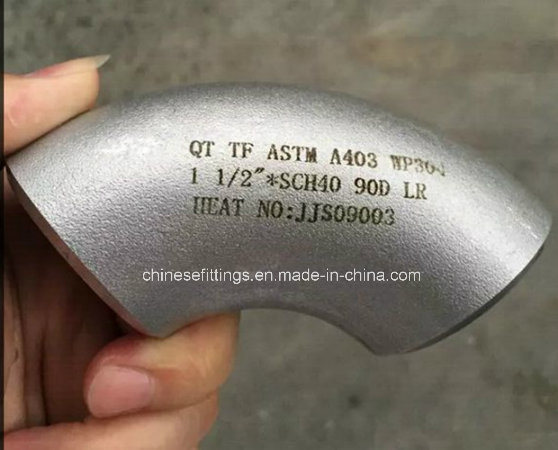 QT TF ASTM A403
1 1/2"*SCH40 90D LR
HEAT NO:JJS09003
chinesefittings.en.made-in-china.com